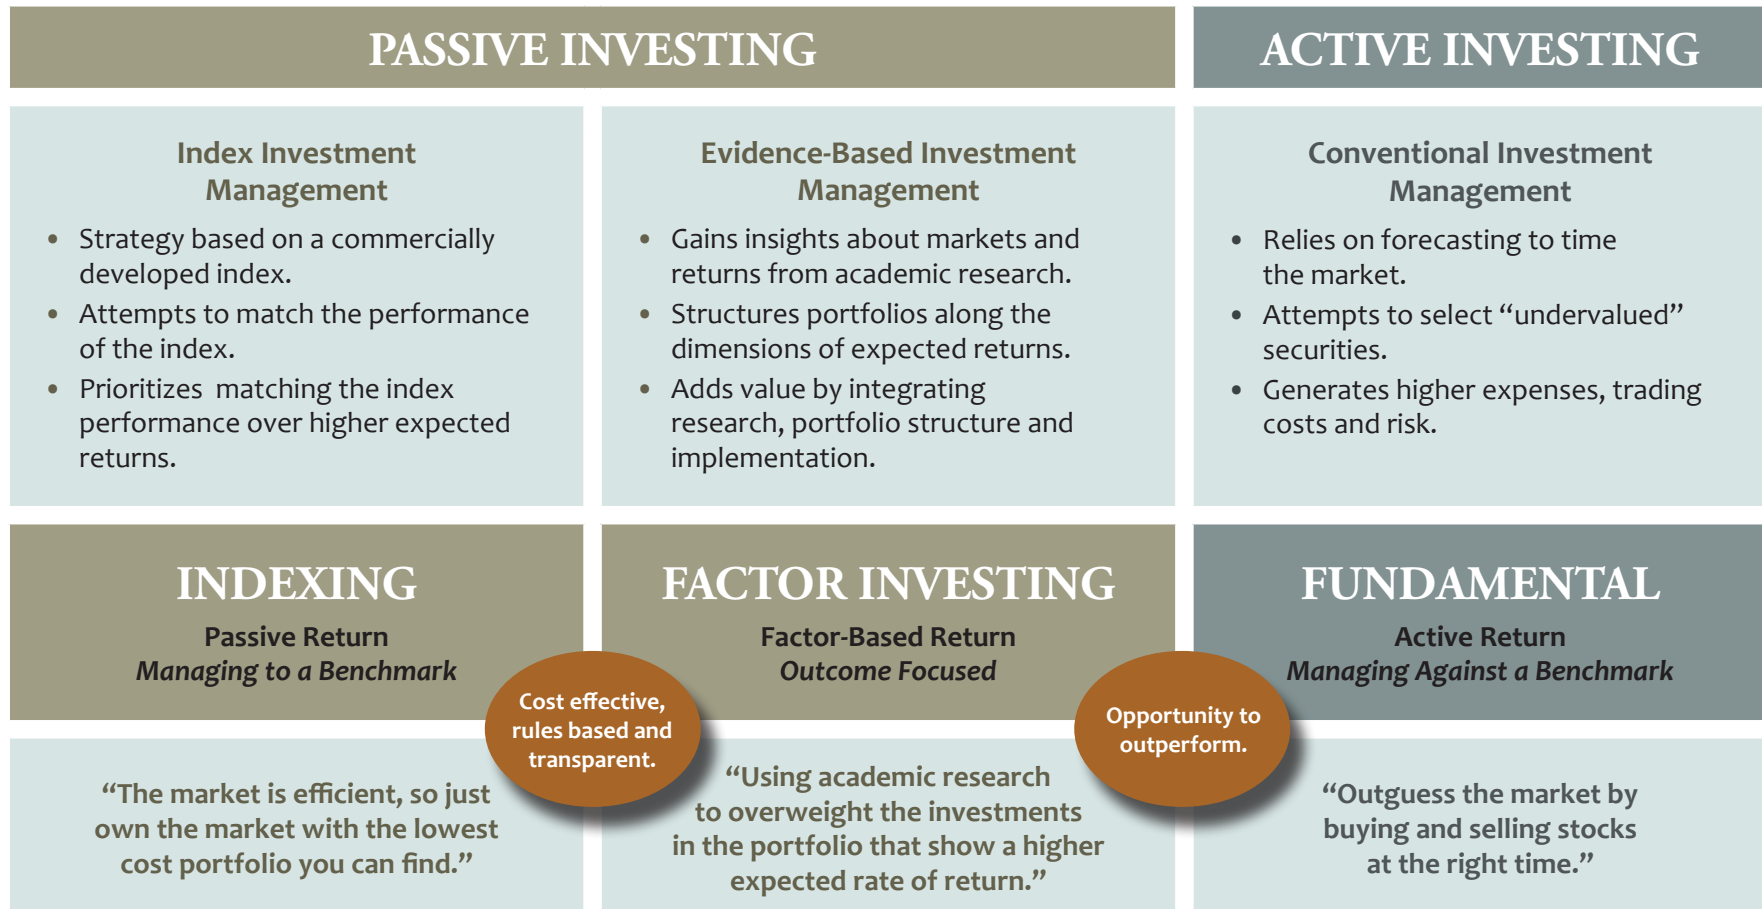 PASSIVE INVESTING
ACTIVE INVESTING
Index Investment
Management
• Strategy based on a commercially
developed index.
• Attempts to match the performance
of the index.
• Prioritizes  matching the index
performance over higher expected
returns.
Evidence-Based Investment
Management
• Gains insights about markets and
returns from academic research.
• Structures portfolios along the
dimensions of expected returns.
• Adds value by integrating
research, portfolio structure and
implementation.
Conventional Investment
Management
• Relies on forecasting to time
the market.
• Attempts to select “undervalued”
securities.
• Generates higher expenses, trading
costs and risk.
INDEXING
Passive Return
Managing to a Benchmark
Cost effective,
rules based and
transparent.
FACTOR INVESTING
Factor-Based Return
Outcome Focused
Opportunity to
outperform.
FUNDAMENTAL
Active Return
Managing Against a Benchmark
“The market is efficient, so just
own the market with the lowest
cost portfolio you can find.”
“Using academic research
to overweight the investments
in the portfolio that show a higher
expected rate of return.”
“Outguess the market by
buying and selling stocks
at the right time.”